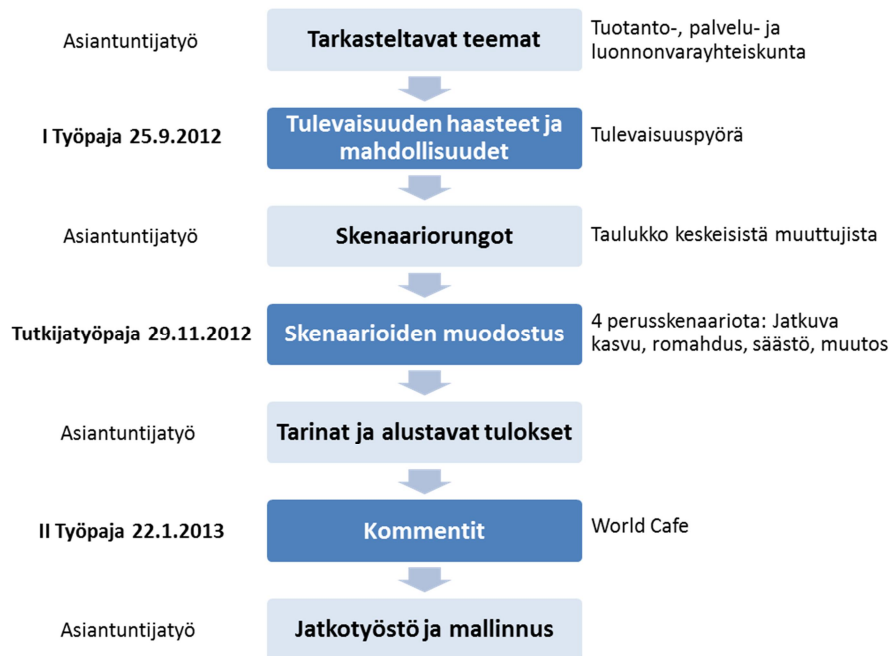 Asiantuntijatyö
Tarkasteltavat teemat
Tuotanto-, palvelu- ja
luonnonvarayhteiskunta
I Työpaja 25.9.2012
Tulevaisuuden haasteet ja
mahdollisuudet
Tulevaisuuspyörä
Asiantuntijatyö
Skenaariorungot
Taulukko keskeisistä muuttujista
Tutkijatyöpaja 29.11.2012
Skenaarioiden muodostus
4 perusskenaariota: Jatkuva
kasvu, romahdus, säästö, muutos
Asiantuntijatyö
Tarinat ja alustavat tulokset
II Työpaja 22.1.2013
Kommentit
World Cafe
Asiantuntijatyö
Jatkotyöstö ja mallinnus